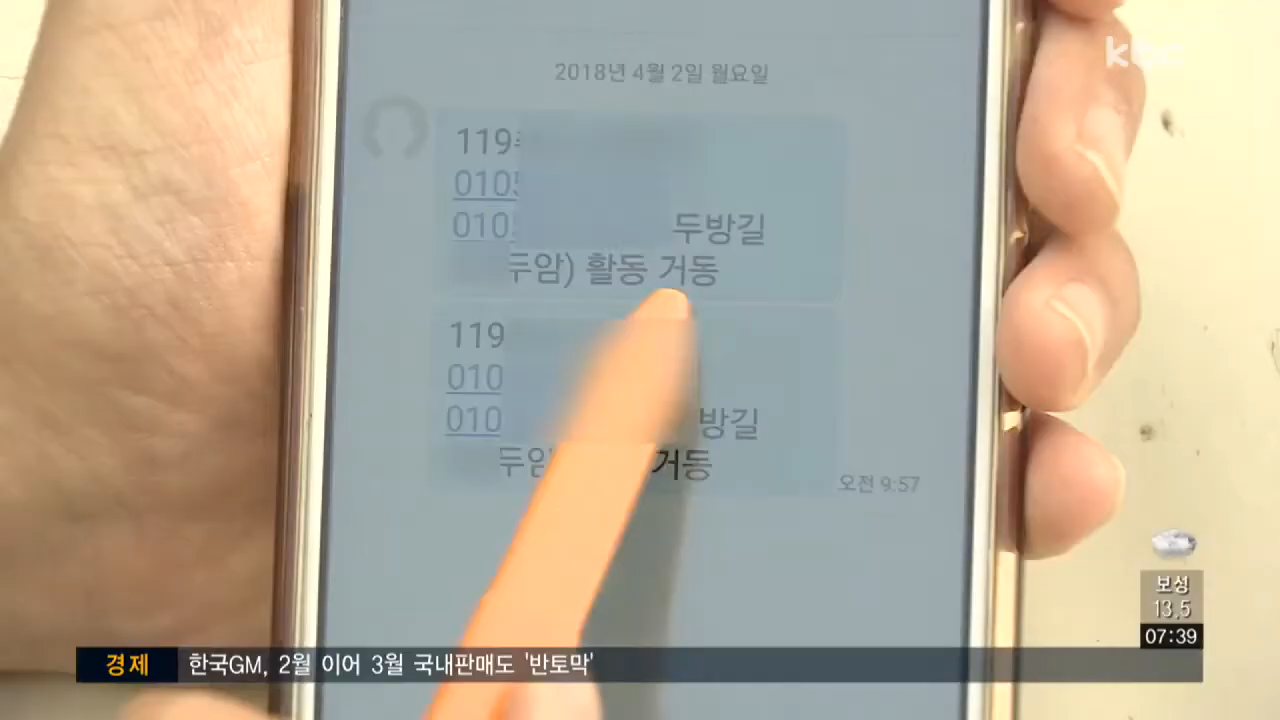 kbc
2018년 4월 2일 월요일
119
0105
010
두방길
두암) 활동 거동
119
010
010
방길
두암
거동
오전 9:57
보성
13.5
07:39
경제 한국GM, 2월 이어 3월 국내판매도 '반토막'